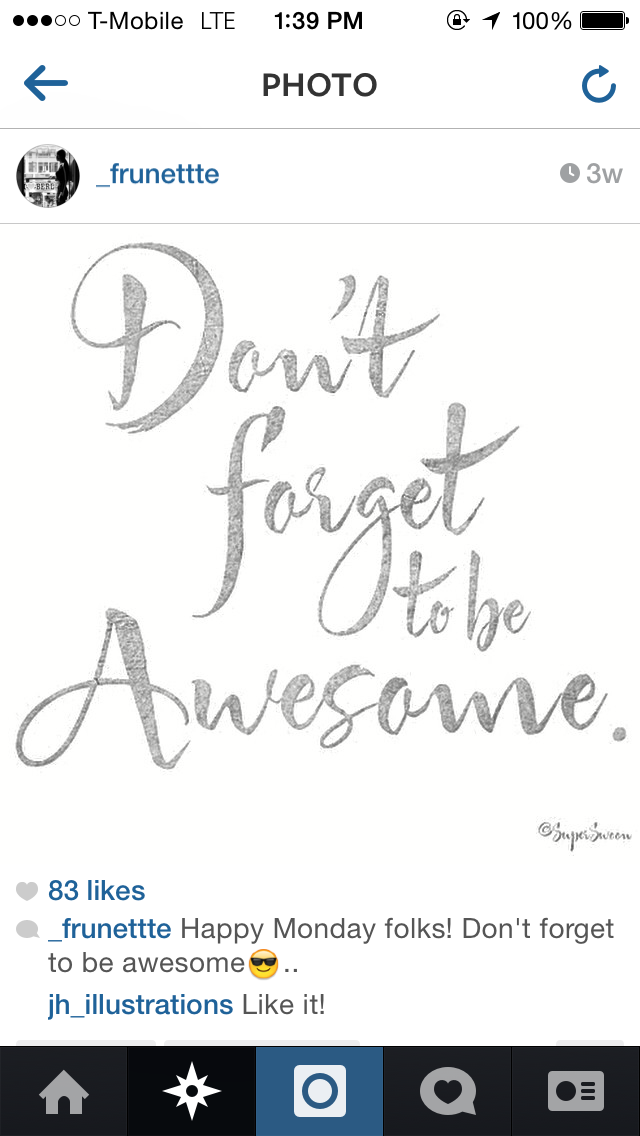 T-Mobile LTE 1:39 PM 100%
PHOTO
_frunettte 3w
Don't
forget
to be
Awesome.
©SuperSwoon
83 likes
_frunettte Happy Monday folks! Don't forget
to be awesome😎..
jh_illustrations Like it!